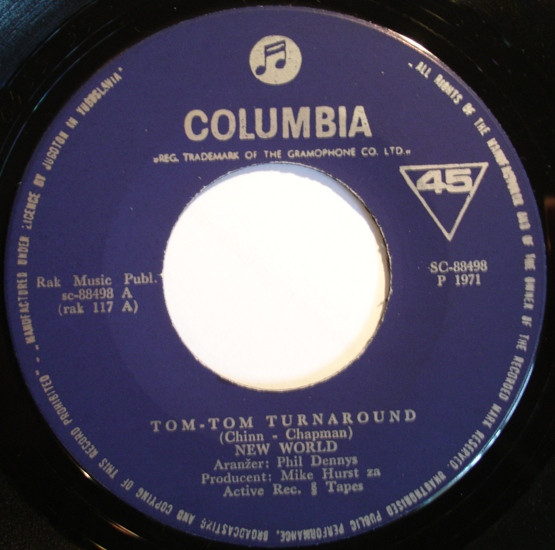 COLUMBIA
„REG. TRADEMARK OF THE GRAMOPHONE CO. LTD.“
45
SC-88498
P 1971
Rak Music Publ.
sc-88498 A
(rak 117 A)
TOM-TOM TURNAROUND
(Chinn - Chapman)
NEW WORLD
Aranžer: Phil Dennys
Producent: Mike Hurst za
Active Rec. § Tapes
ALL RIGHTS OF THE MANUFACTURER AND OF THE OWNER OF THE RECORDED WORK RESERVED. UNAUTHORISED PUBLIC PERFORMANCE, BROADCASTING AND COPYING OF THIS RECORD PROHIBITED" - "MANUFACTURED UNDER LICENCE BY JUGOTON IN YUGOSLAVIA"